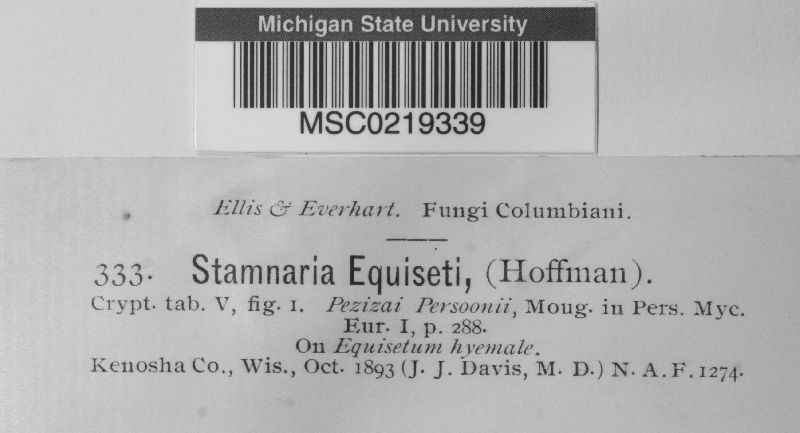 Michigan State University
MSC0219339
Ellis & Everhart. Fungi Columbiani.
333. Stamnaria Equiseti, (Hoffman).
Crypt. tab. V, fig. 1. Pezizai Persoonii, Moug. in Pers. Myc.
Eur. I, p. 288.
On Equisetum hyemale.
Kenosha Co., Wis., Oct. 1893 (J. J. Davis, M. D.) N. A. F. 1274.